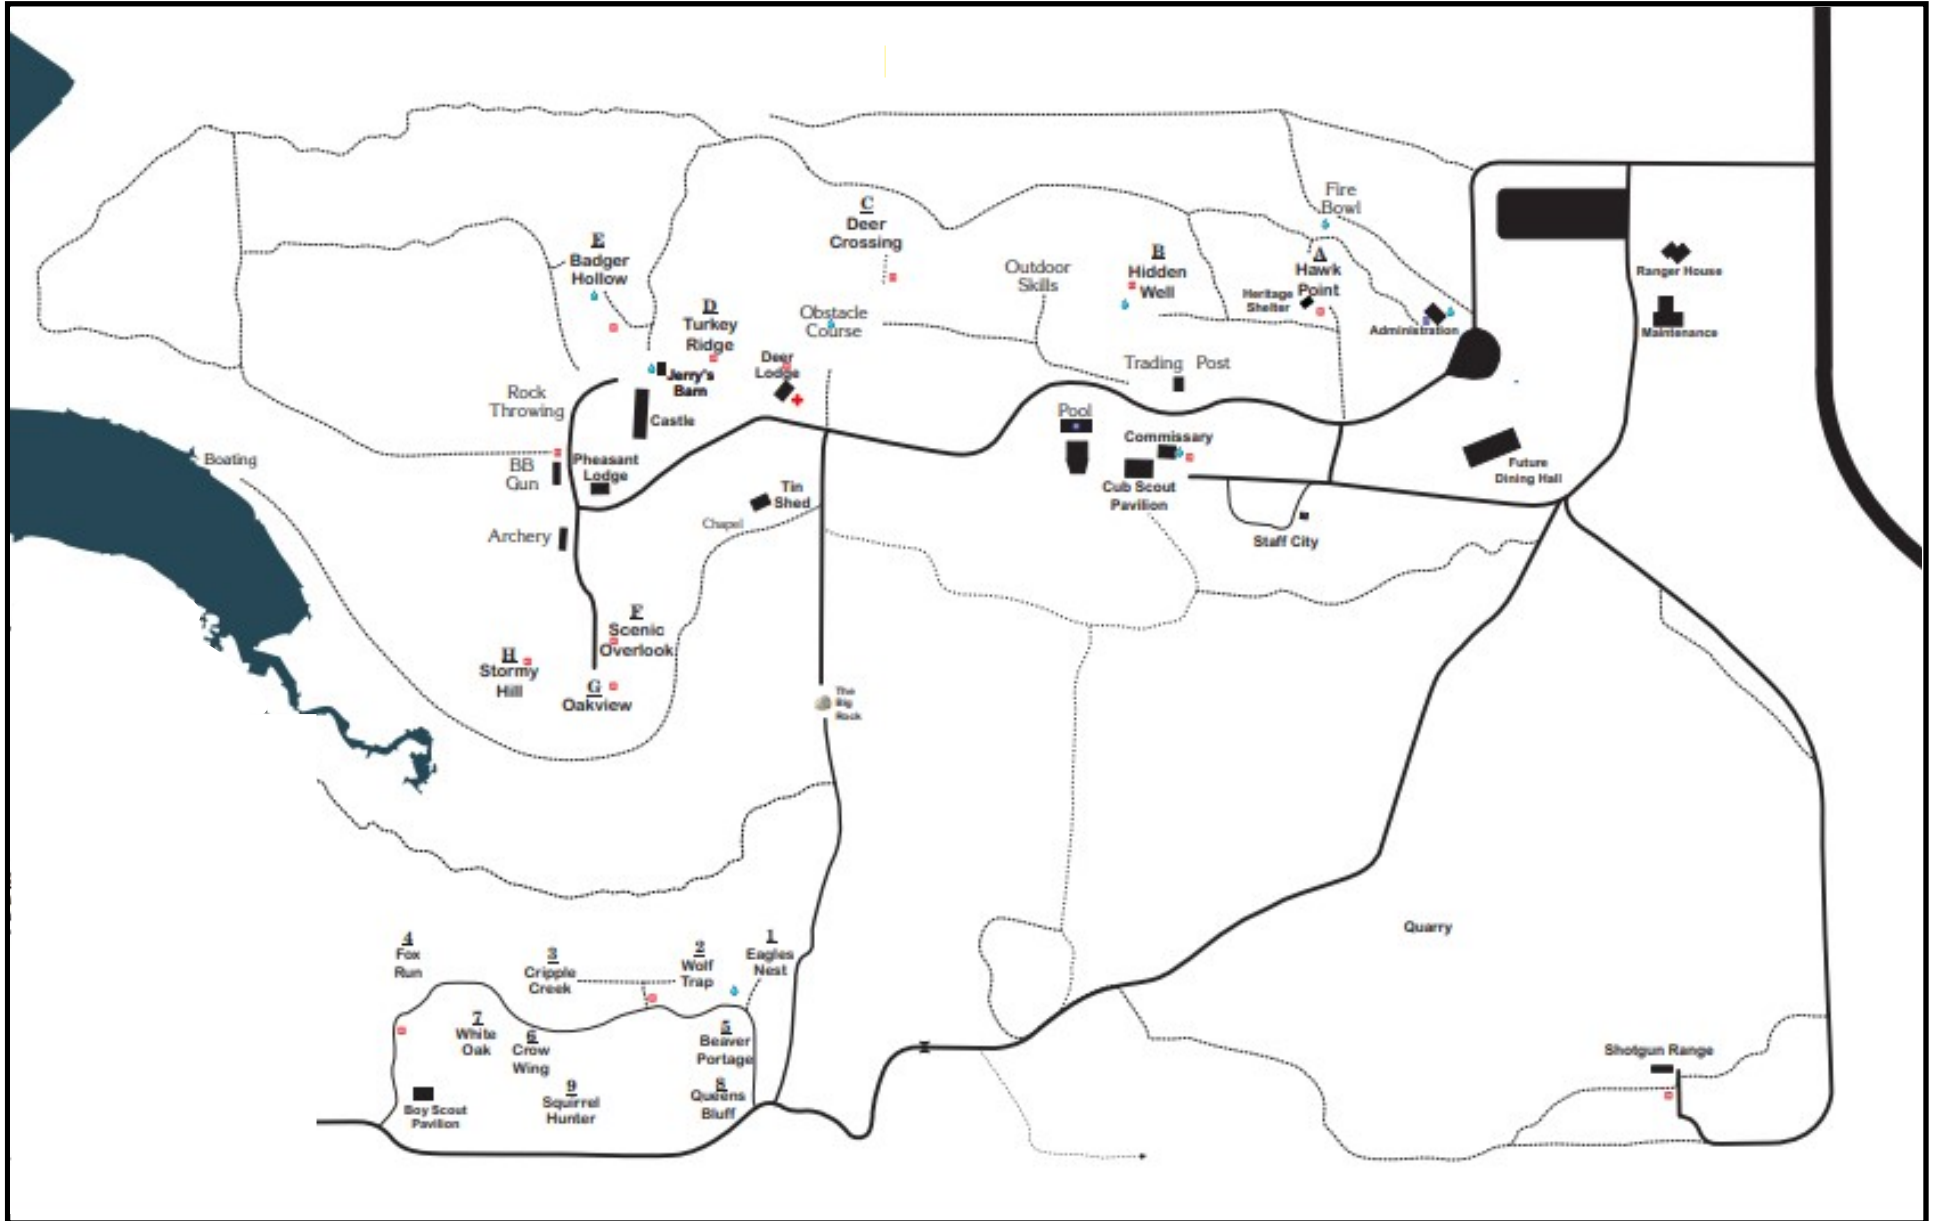 Fire
Bowl
C
Deer
Crossing
E
Badger
Hollow
B
Hidden
Well
A
Hawk
Point
Heritage
Shelter
Outdoor
Skills
Ranger House
D
Turkey
Ridge
Obstacle
Course
Administration
Maintenance
Deer
Lodge
Trading Post
Jerry's
Barn
Rock
Throwing
Castle
Pool
Commissary
Boating
BB
Gun
Pheasant
Lodge
Future
Dining Hall
Cub Scout
Pavilion
Tin
Shed
Chapel
Archery
Staff City
F
Scenic
Overlook
H
Stormy
Hill
G
Oakview
The
Big
Rock
Quarry
4
Fox
Run
3
Cripple
Creek
2
Wolf
Trap
1
Eagles
Nest
7
White
Oak
6
Crow
Wing
5
Beaver
Portage
9
Squirrel
Hunter
8
Queens
Bluff
Boy Scout
Pavilion
Shotgun Range